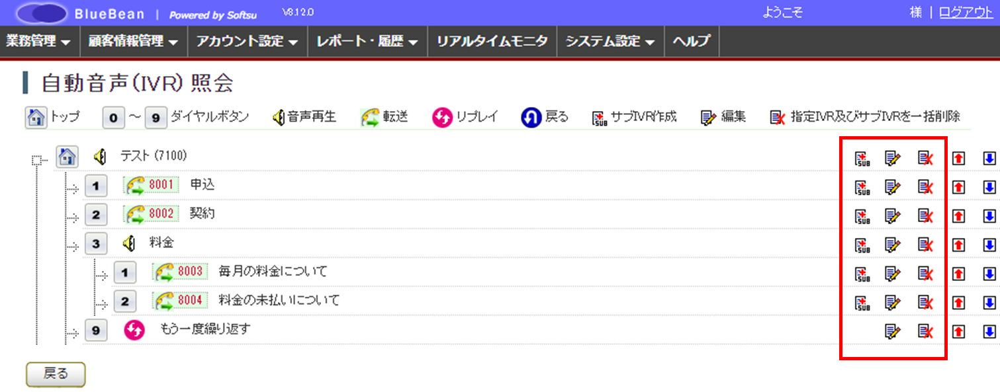 BlueBean | Powered by Softsu V8.12.0 ようこそ 様 | ログアウト
業務管理 顧客情報管理 アカウント設定 レポート・履歴 リアルタイムモニタ システム設定 ヘルプ
自動音声(IVR) 照会
トップ 0 ～ 9 ダイヤルボタン 音声再生 転送 リプレイ 戻る SUB サブIVR作成 編集 指定IVR及びサブIVRを一括削除
テスト (7100) SUB
1 8001 申込 SUB
2 8002 契約 SUB
3 料金 SUB
1 8003 毎月の料金について SUB
2 8004 料金の未払いについて SUB
9 もう一度繰り返す
戻る